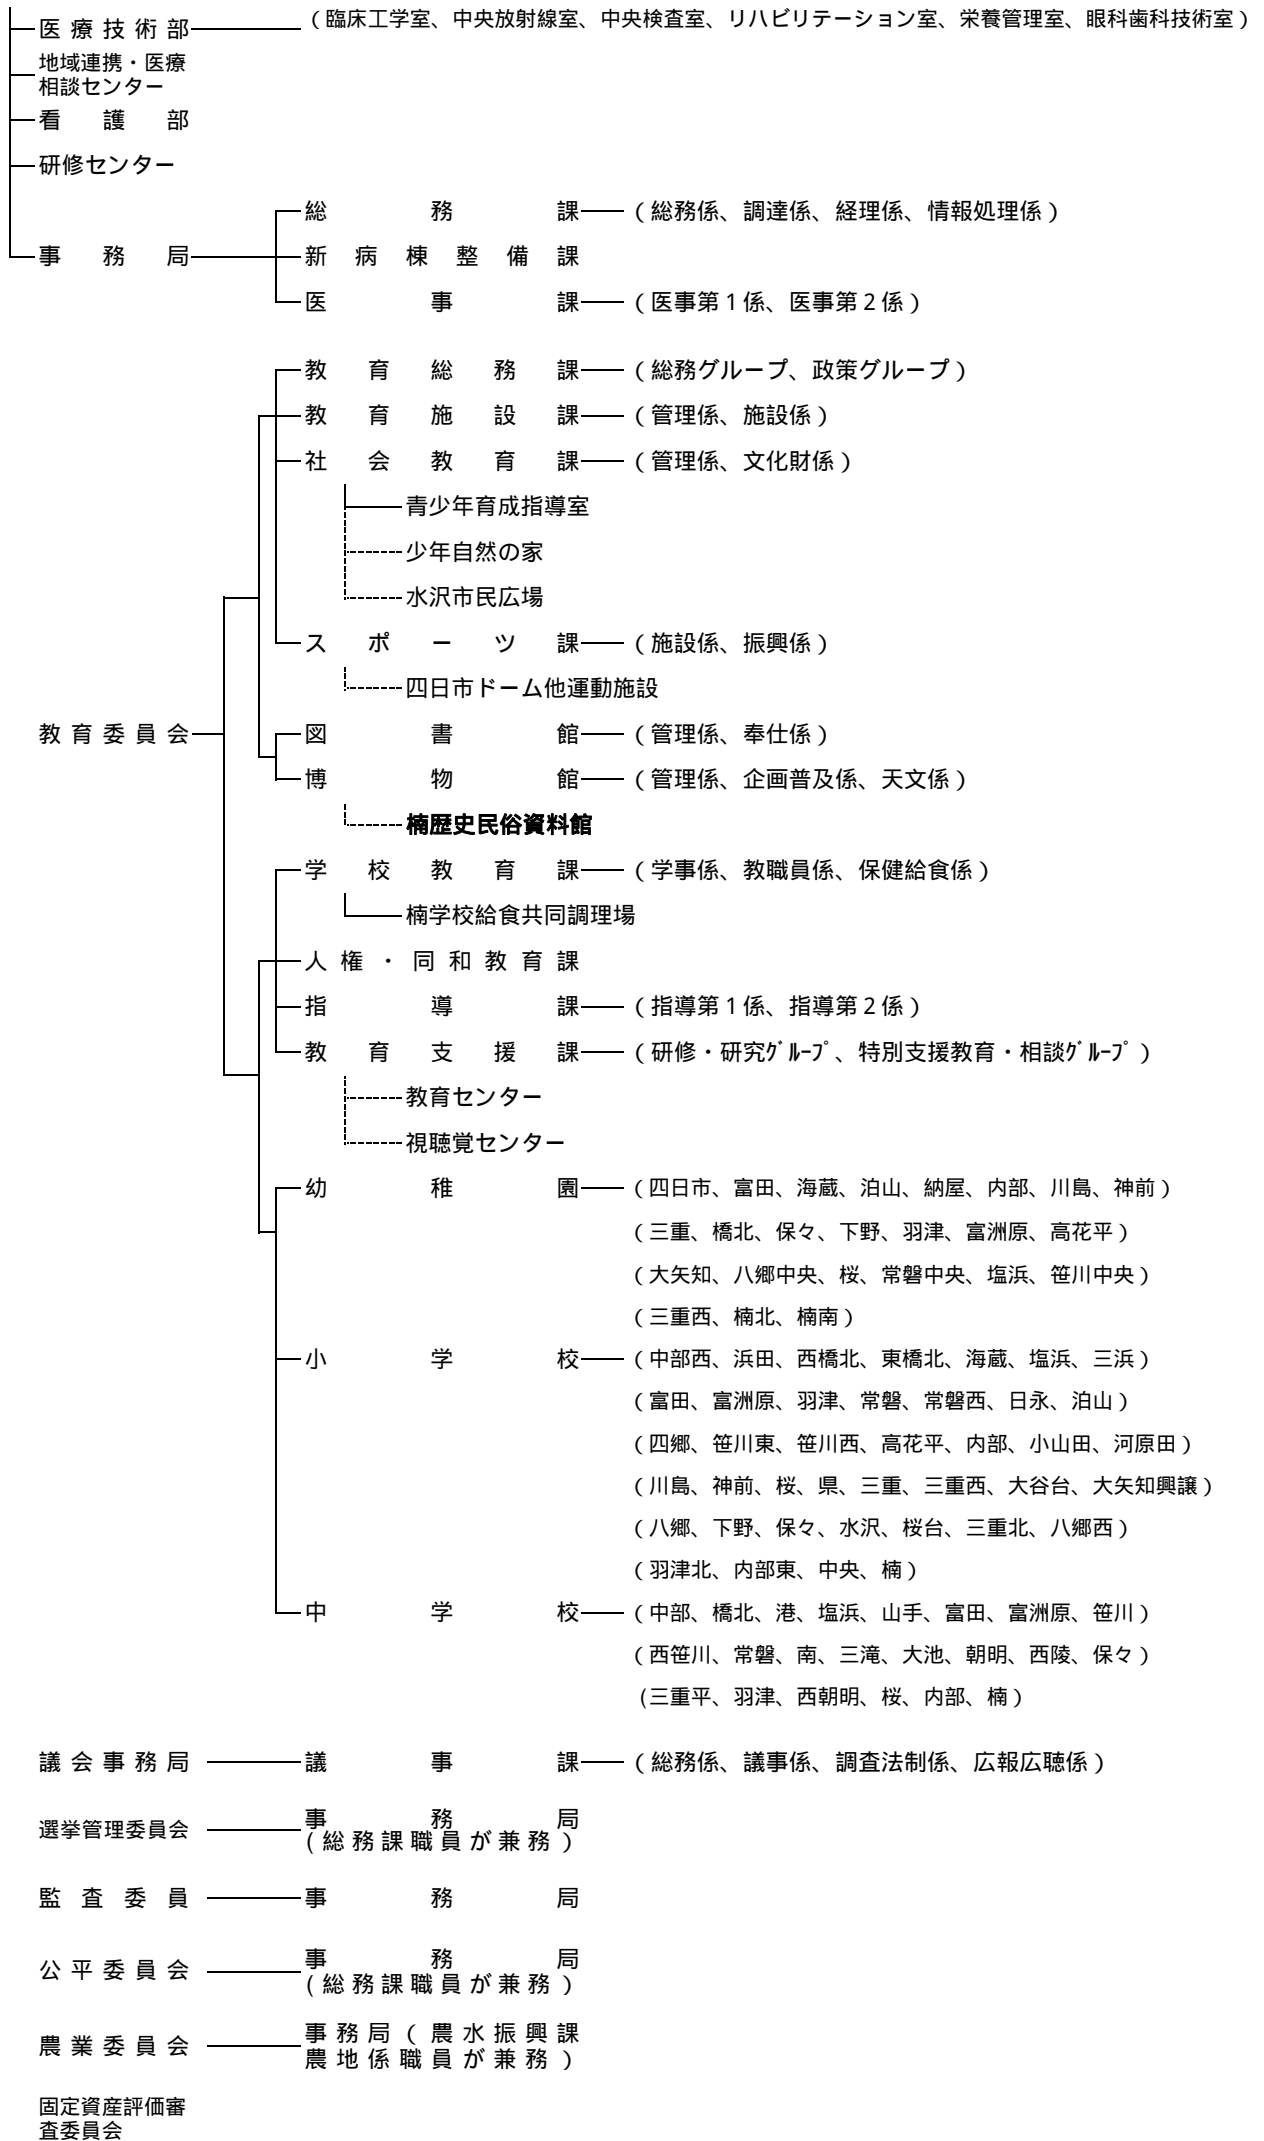 医療技術部 （臨床工学室、中央放射線室、中央検査室、リハビリテーション室、栄養管理室、眼科歯科技術室）
地域連携・医療
相談センター
看護部
研修センター
総務課 （総務係、調達係、経理係、情報処理係）
事務局 新病棟整備課
医事課 （医事第1係、医事第2係）
教育総務課 （総務グループ、政策グループ）
教育施設課 （管理係、施設係）
社会教育課 （管理係、文化財係）
青少年育成指導室
少年自然の家
水沢市民広場
スポーツ課 （施設係、振興係）
四日市ドーム他運動施設
教育委員会 図書館 （管理係、奉仕係）
博物館 （管理係、企画普及係、天文係）
楠歴史民俗資料館
学校教育課 （学事係、教職員係、保健給食係）
楠学校給食共同調理場
人権・同和教育課
指導課 （指導第1係、指導第2係）
教育支援課 （研修・研究ｸﾞﾙｰﾌﾟ、特別支援教育・相談ｸﾞﾙｰﾌﾟ）
教育センター
視聴覚センター
幼稚園 （四日市、富田、海蔵、泊山、納屋、内部、川島、神前）
（三重、橋北、保々、下野、羽津、富洲原、高花平）
（大矢知、八郷中央、桜、常磐中央、塩浜、笹川中央）
（三重西、楠北、楠南）
小学校 （中部西、浜田、西橋北、東橋北、海蔵、塩浜、三浜）
（富田、富洲原、羽津、常磐、常磐西、日永、泊山）
（四郷、笹川東、笹川西、高花平、内部、小山田、河原田）
（川島、神前、桜、県、三重、三重西、大谷台、大矢知興譲）
（八郷、下野、保々、水沢、桜台、三重北、八郷西）
（羽津北、内部東、中央、楠）
中学校 （中部、橋北、港、塩浜、山手、富田、富洲原、笹川）
（西笹川、常磐、南、三滝、大池、朝明、西陵、保々）
(三重平、羽津、西朝明、桜、内部、楠）
議会事務局 議事課 （総務係、議事係、調査法制係、広報広聴係）
選挙管理委員会 事務局
(総務課職員が兼務）
監査委員 事務局
公平委員会 事務局
(総務課職員が兼務）
農業委員会 事務局（農水振興課
農地係職員が兼務）
固定資産評価審
査委員会